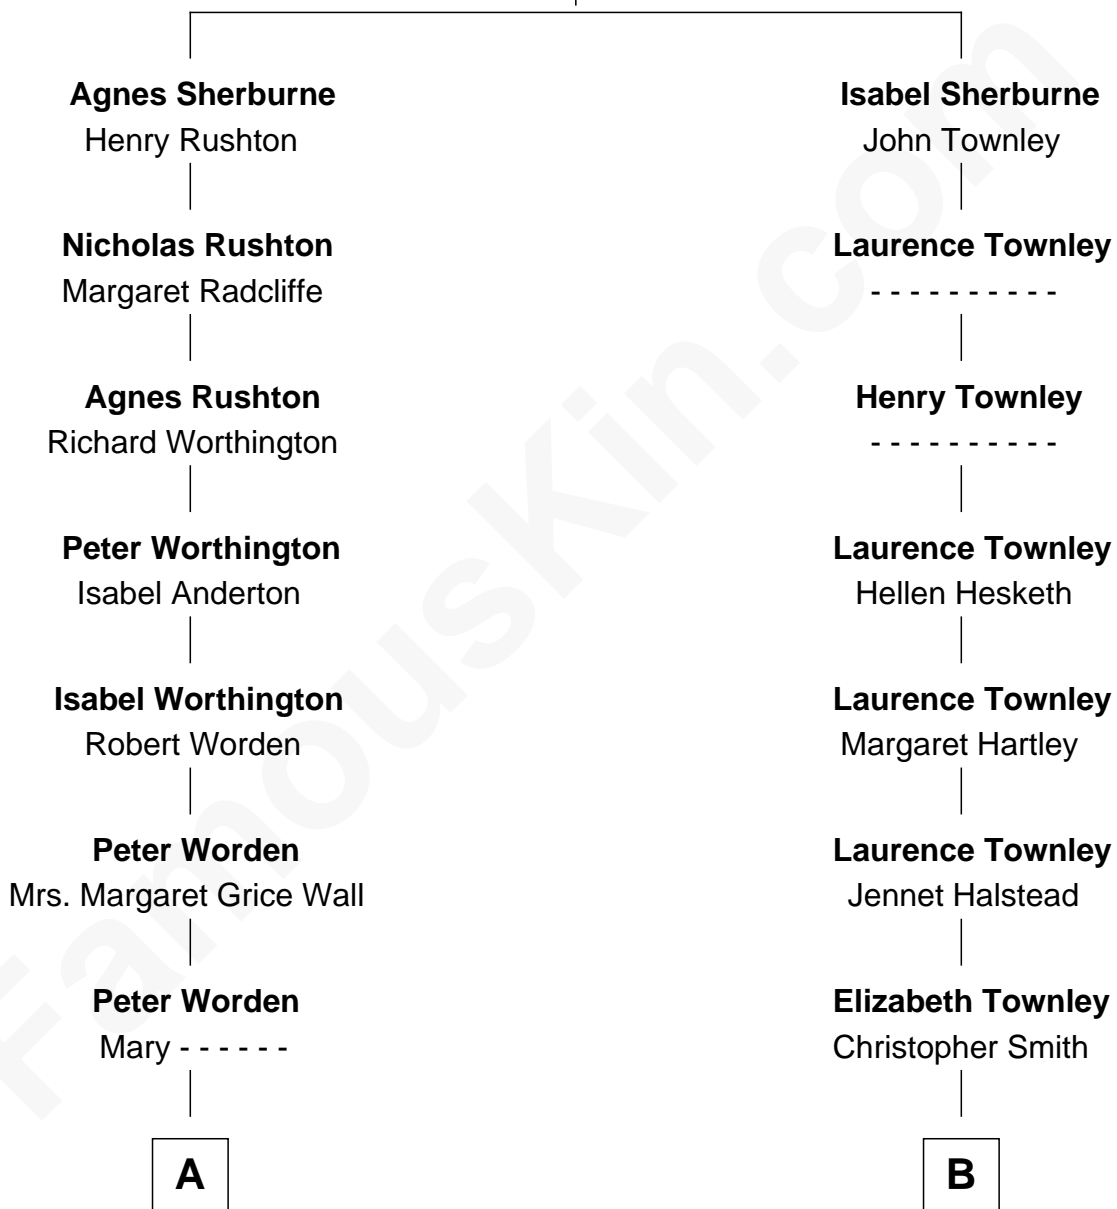 Agnes Sherburne
Henry Rushton
Nicholas Rushton
Margaret Radcliffe
Agnes Rushton
Richard Worthington
Peter Worthington
Isabel Anderton
Isabel Worthington
Robert Worden
Peter Worden
Mrs. Margaret Grice Wall
Peter Worden
Mary - - - - - -
A
Isabel Sherburne
John Townley
Laurence Townley
- - - - - - - - - -
Henry Townley
- - - - - - - - - -
Laurence Townley
Hellen Hesketh
Laurence Townley
Margaret Hartley
Laurence Townley
Jennet Halstead
Elizabeth Townley
Christopher Smith
B
FamousKin.com